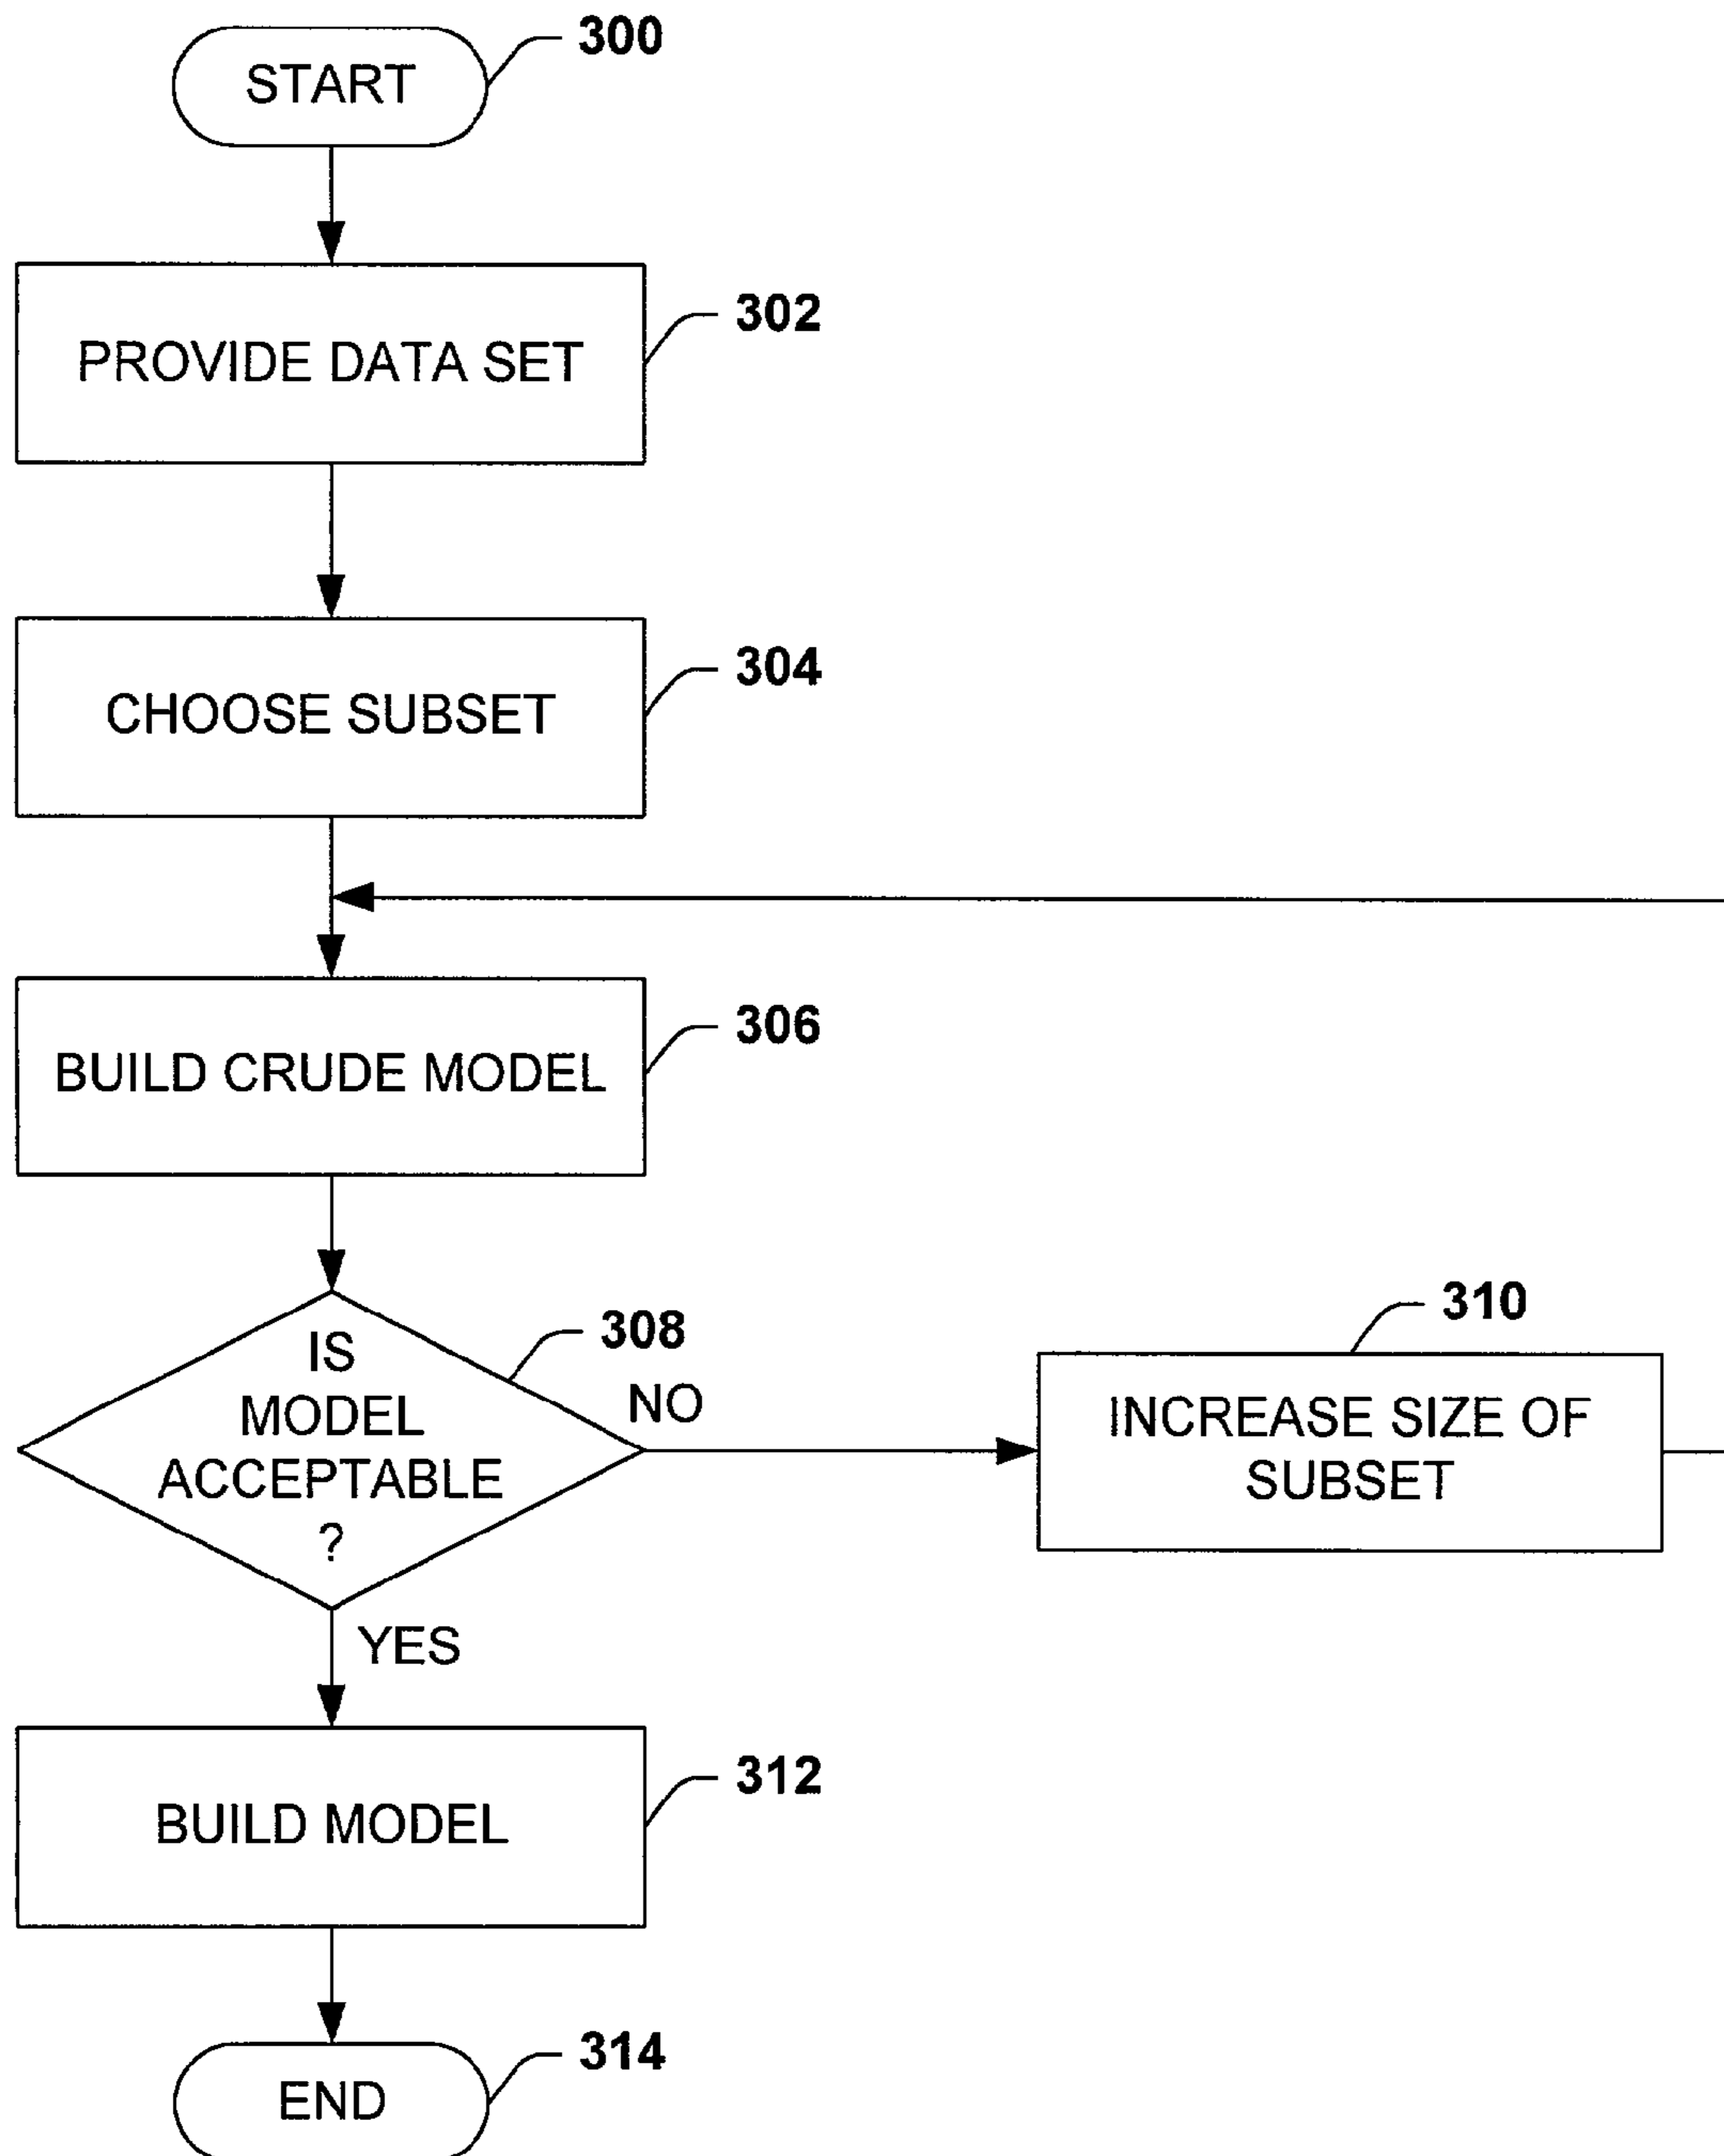 START
300
PROVIDE DATA SET
302
CHOOSE SUBSET
304
BUILD CRUDE MODEL
306
IS
MODEL
ACCEPTABLE
?
308
NO
310
INCREASE SIZE OF
SUBSET
YES
BUILD MODEL
312
END
314